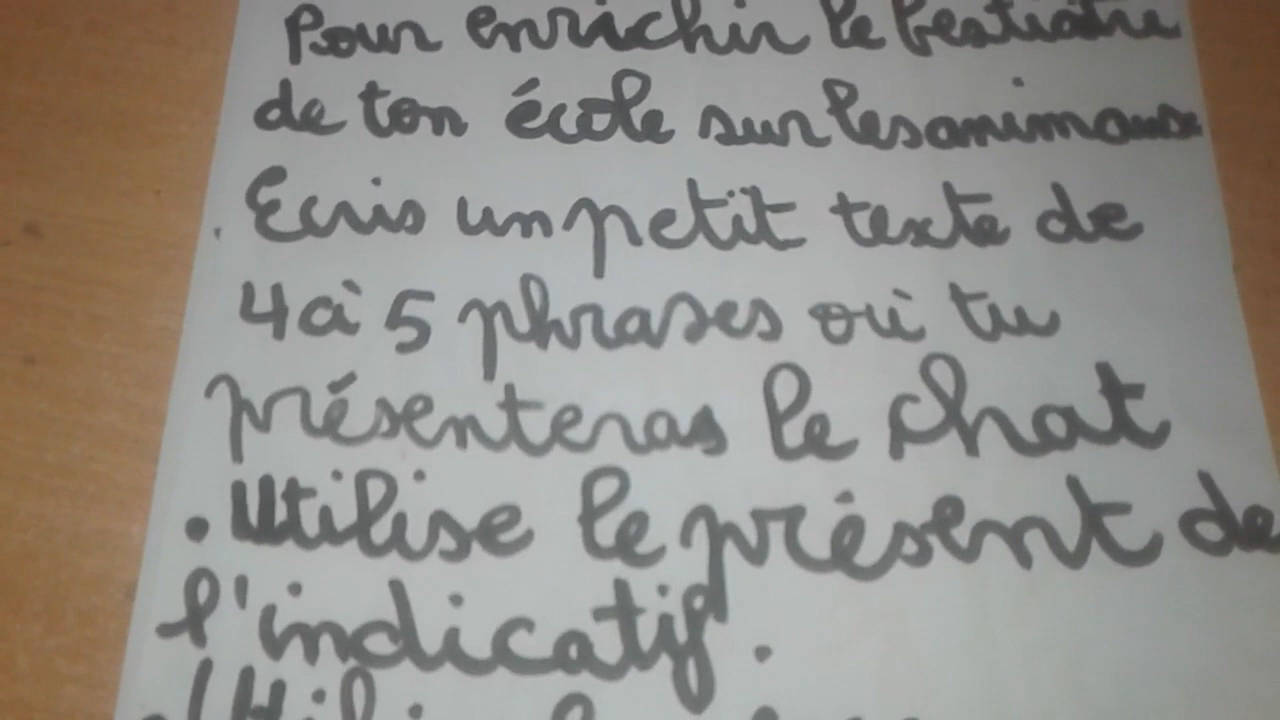 Pour enrichir le bestiaire
de ton école sur les animaux
. Ecris un petit texte de
4 à 5 phrases où tu
présenteras le chat
. Utilise le présent de
l'indicatif.